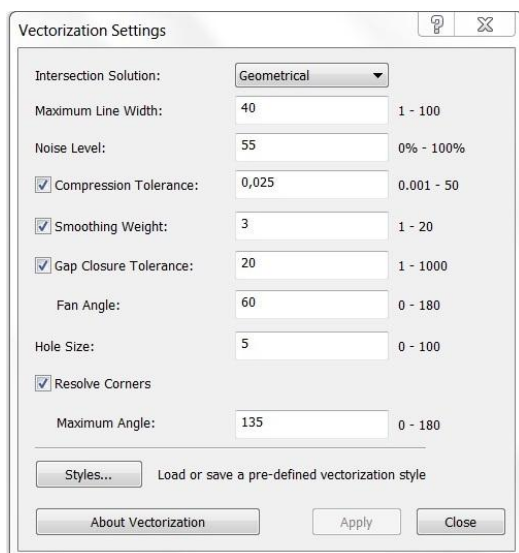 Vectorization Settings
Intersection Solution: Geometrical
Maximum Line Width: 40 1 - 100
Noise Level: 55 0% - 100%
Compression Tolerance: 0,025 0.001 - 50
Smoothing Weight: 3 1 - 20
Gap Closure Tolerance: 20 1 - 1000
Fan Angle: 60 0 - 180
Hole Size: 5 0 - 100
Resolve Corners
Maximum Angle: 135 0 - 180
Styles... Load or save a pre-defined vectorization style
About Vectorization Apply Close